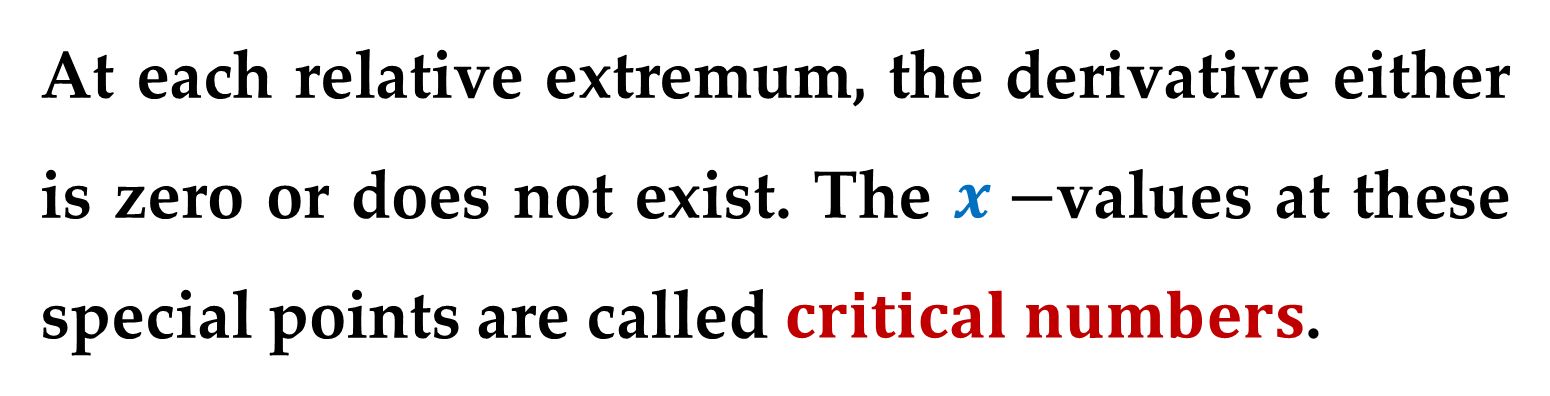 At each relative extremum, the derivative either
is zero or does not exist. The x −values at these
special points are called critical numbers.